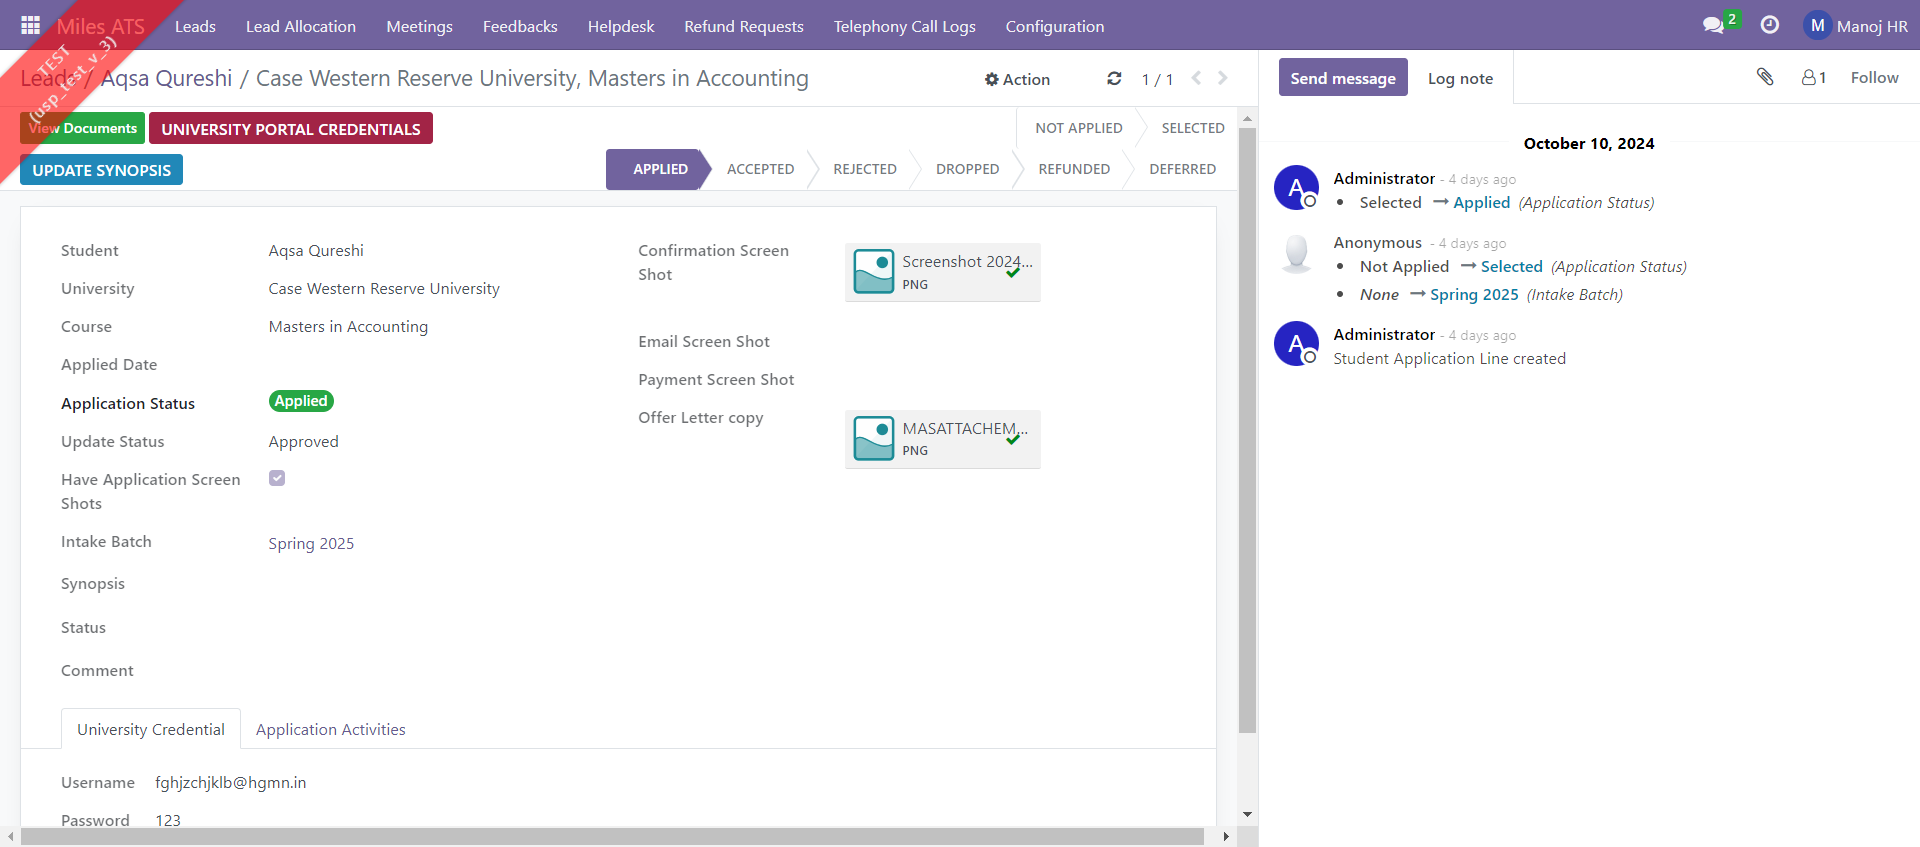 Miles ATS
Leads
Lead Allocation
Meetings
Feedbacks
Helpdesk
Refund Requests
Telephony Call Logs
Configuration
2
M
Manoj HR
TEST
(usp_test_v_3)
Leads / Aqsa Qureshi / Case Western Reserve University, Masters in Accounting
Action
1 / 1
View Documents
UNIVERSITY PORTAL CREDENTIALS
UPDATE SYNOPSIS
NOT APPLIED
SELECTED
APPLIED
ACCEPTED
REJECTED
DROPPED
REFUNDED
DEFERRED
Student
Aqsa Qureshi
University
Case Western Reserve University
Course
Masters in Accounting
Applied Date
Application Status
Applied
Update Status
Approved
Have Application Screen
Shots
Intake Batch
Spring 2025
Synopsis
Status
Comment
Confirmation Screen
Shot
Screenshot 2024...
PNG
Email Screen Shot
Payment Screen Shot
Offer Letter copy
MASATTACHEM...
PNG
University Credential
Application Activities
Username
fghjzchjklb@hgmn.in
Password
123
Send message
Log note
1
Follow
October 10, 2024
A
Administrator - 4 days ago
• Selected → Applied (Application Status)
Anonymous - 4 days ago
• Not Applied → Selected (Application Status)
• None → Spring 2025 (Intake Batch)
A
Administrator - 4 days ago
Student Application Line created